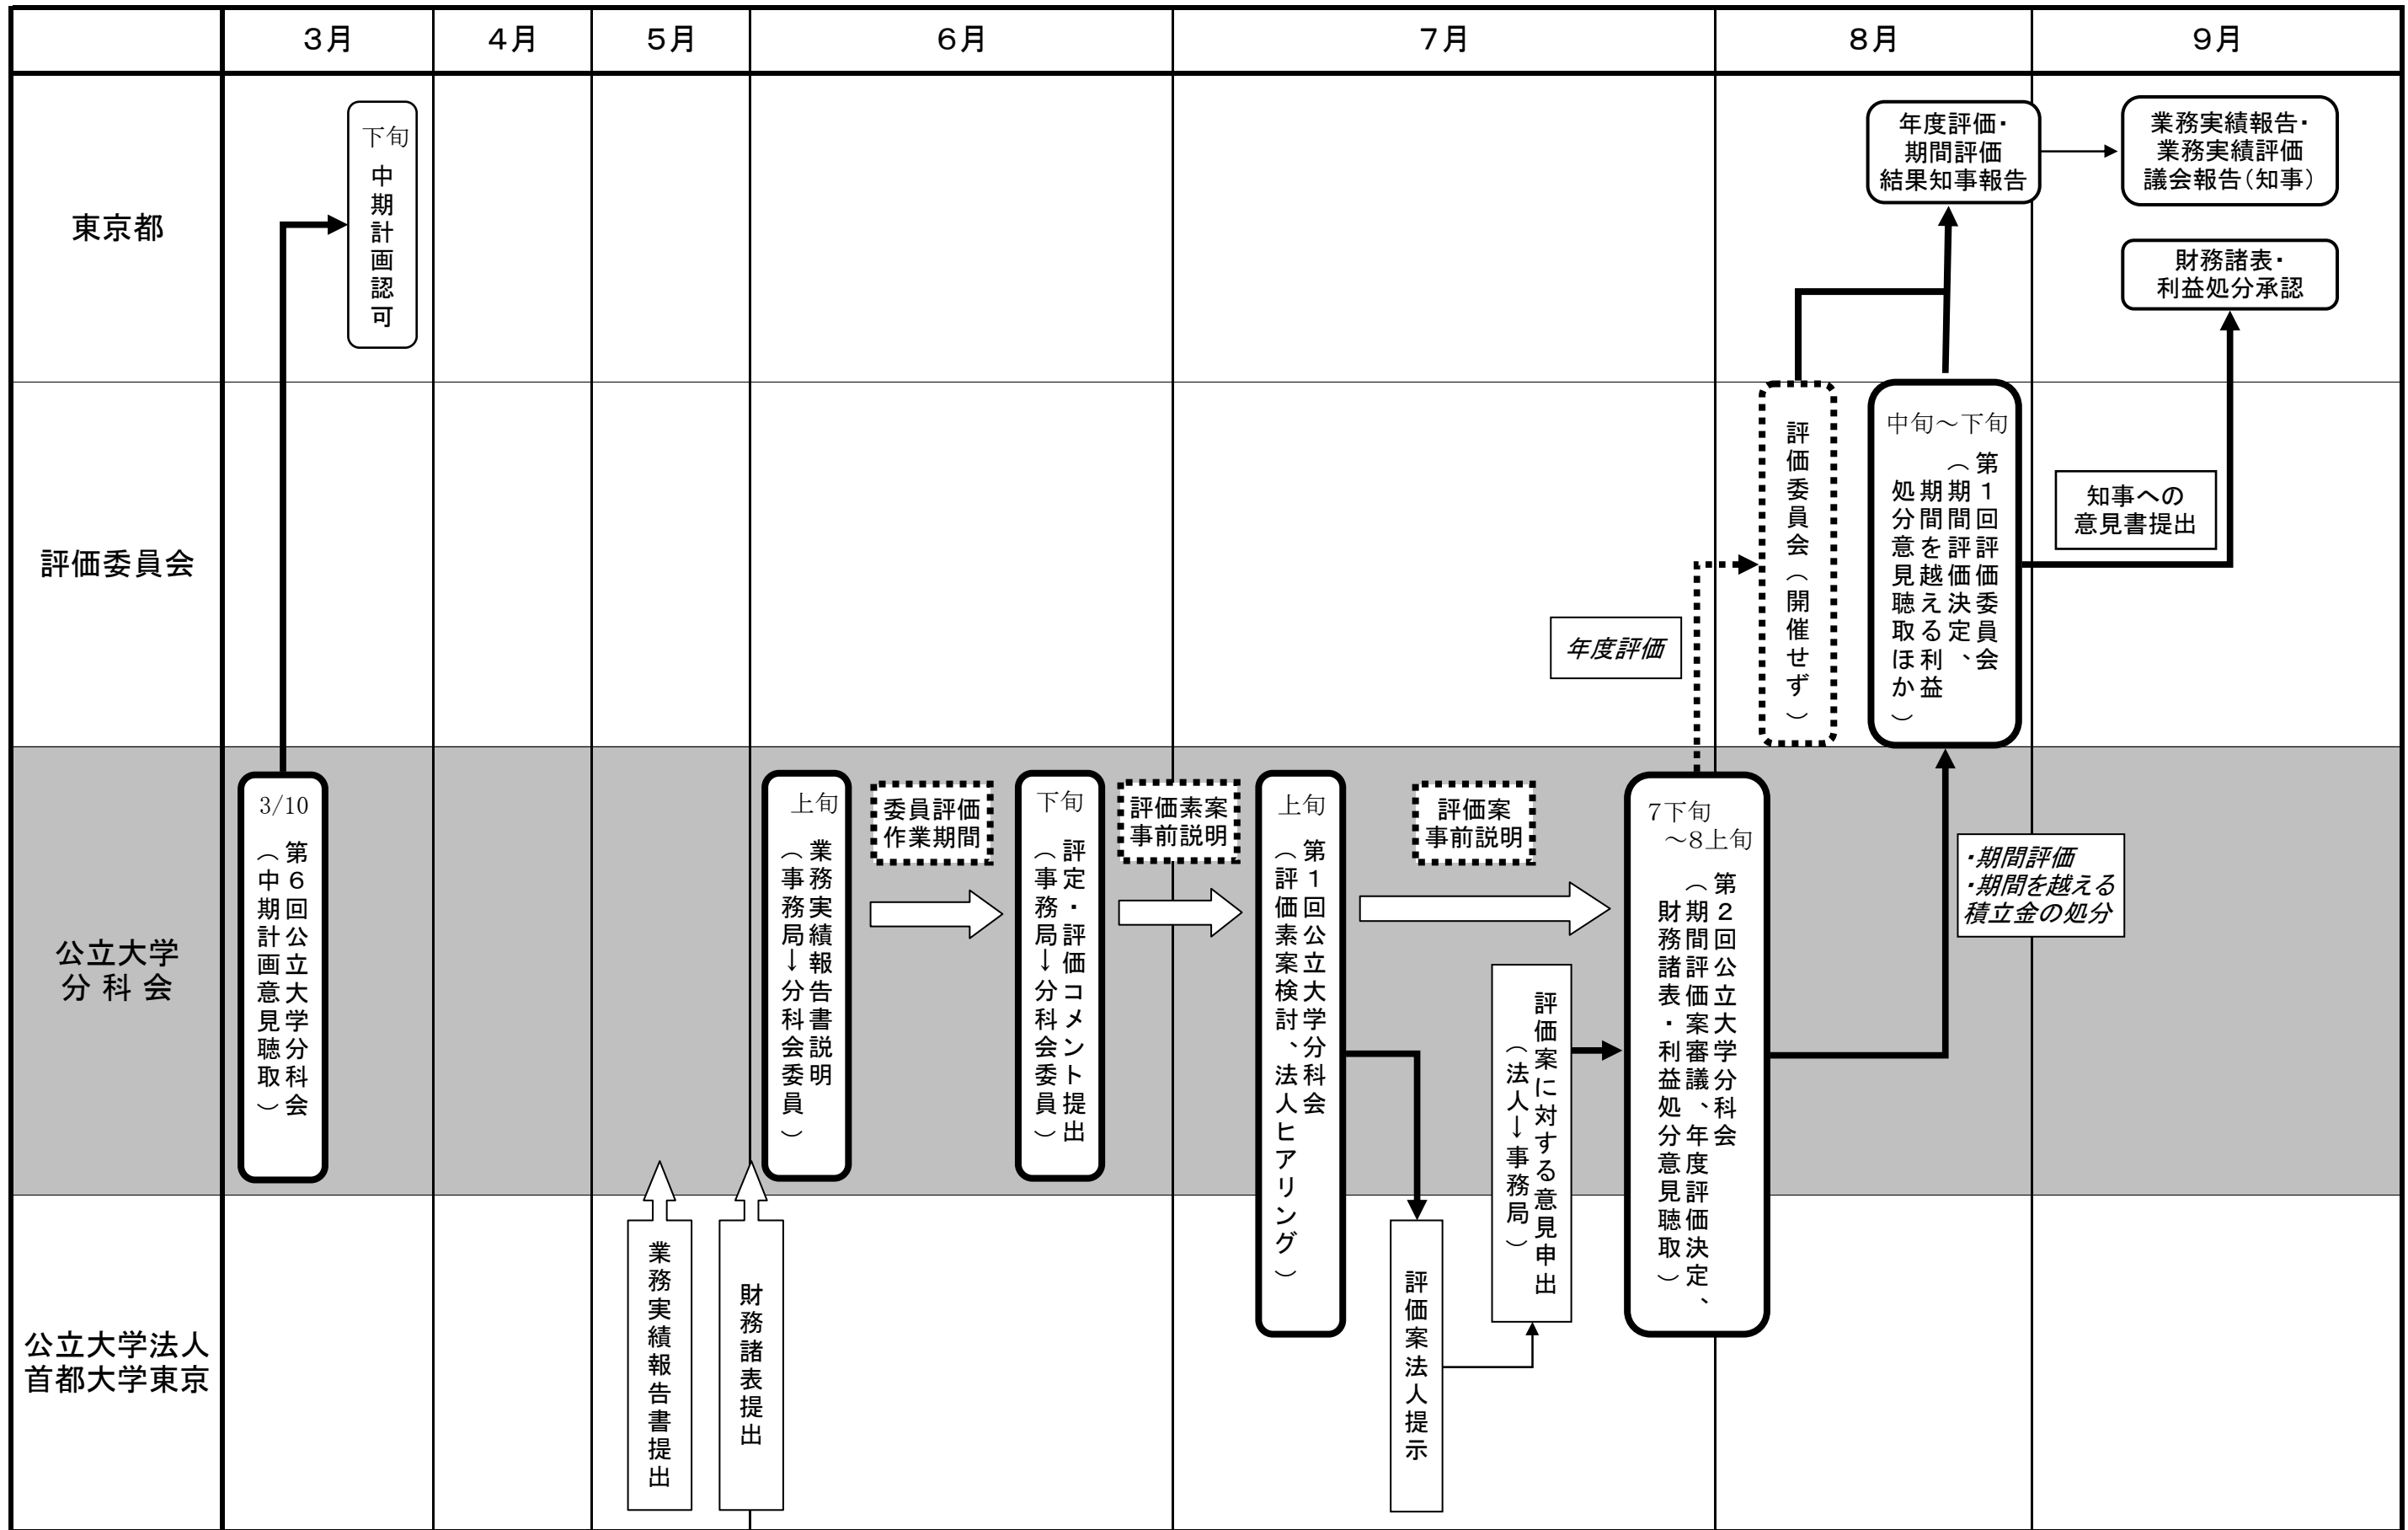 ３月
４月
５月
６月
７月
８月
９月
東京都
下旬
中期計画認可
年度評価・
期間評価
結果知事報告
業務実績報告・
業務実績評価
議会報告（知事）
財務諸表・
利益処分承認
評価委員会
年度評価
評価委員会（開催せず）
中旬～下旬
第１回評価委員会
（期間評価決定、
期間を越える利益
処分意見聴取ほか）
知事への
意見書提出
公立大学
分科会
3/10
第６回公立大学分科会
（中期計画意見聴取）
上旬
業務実績報告書説明
（事務局→分科会委員）
委員評価
作業期間
下旬
評定・評価コメント提出
（事務局→分科会委員）
評価素案
事前説明
上旬
第１回公立大学分科会
（評価素案検討、法人ヒアリング）
評価案
事前説明
評価案に対する意見申出
（法人→事務局）
7下旬
～8上旬
第２回公立大学分科会
（期間評価案審議、年度評価決定、
財務諸表・利益処分意見聴取）
・期間評価
・期間を越える
積立金の処分
公立大学法人
首都大学東京
業務実績報告書提出
財務諸表提出
評価案法人提示